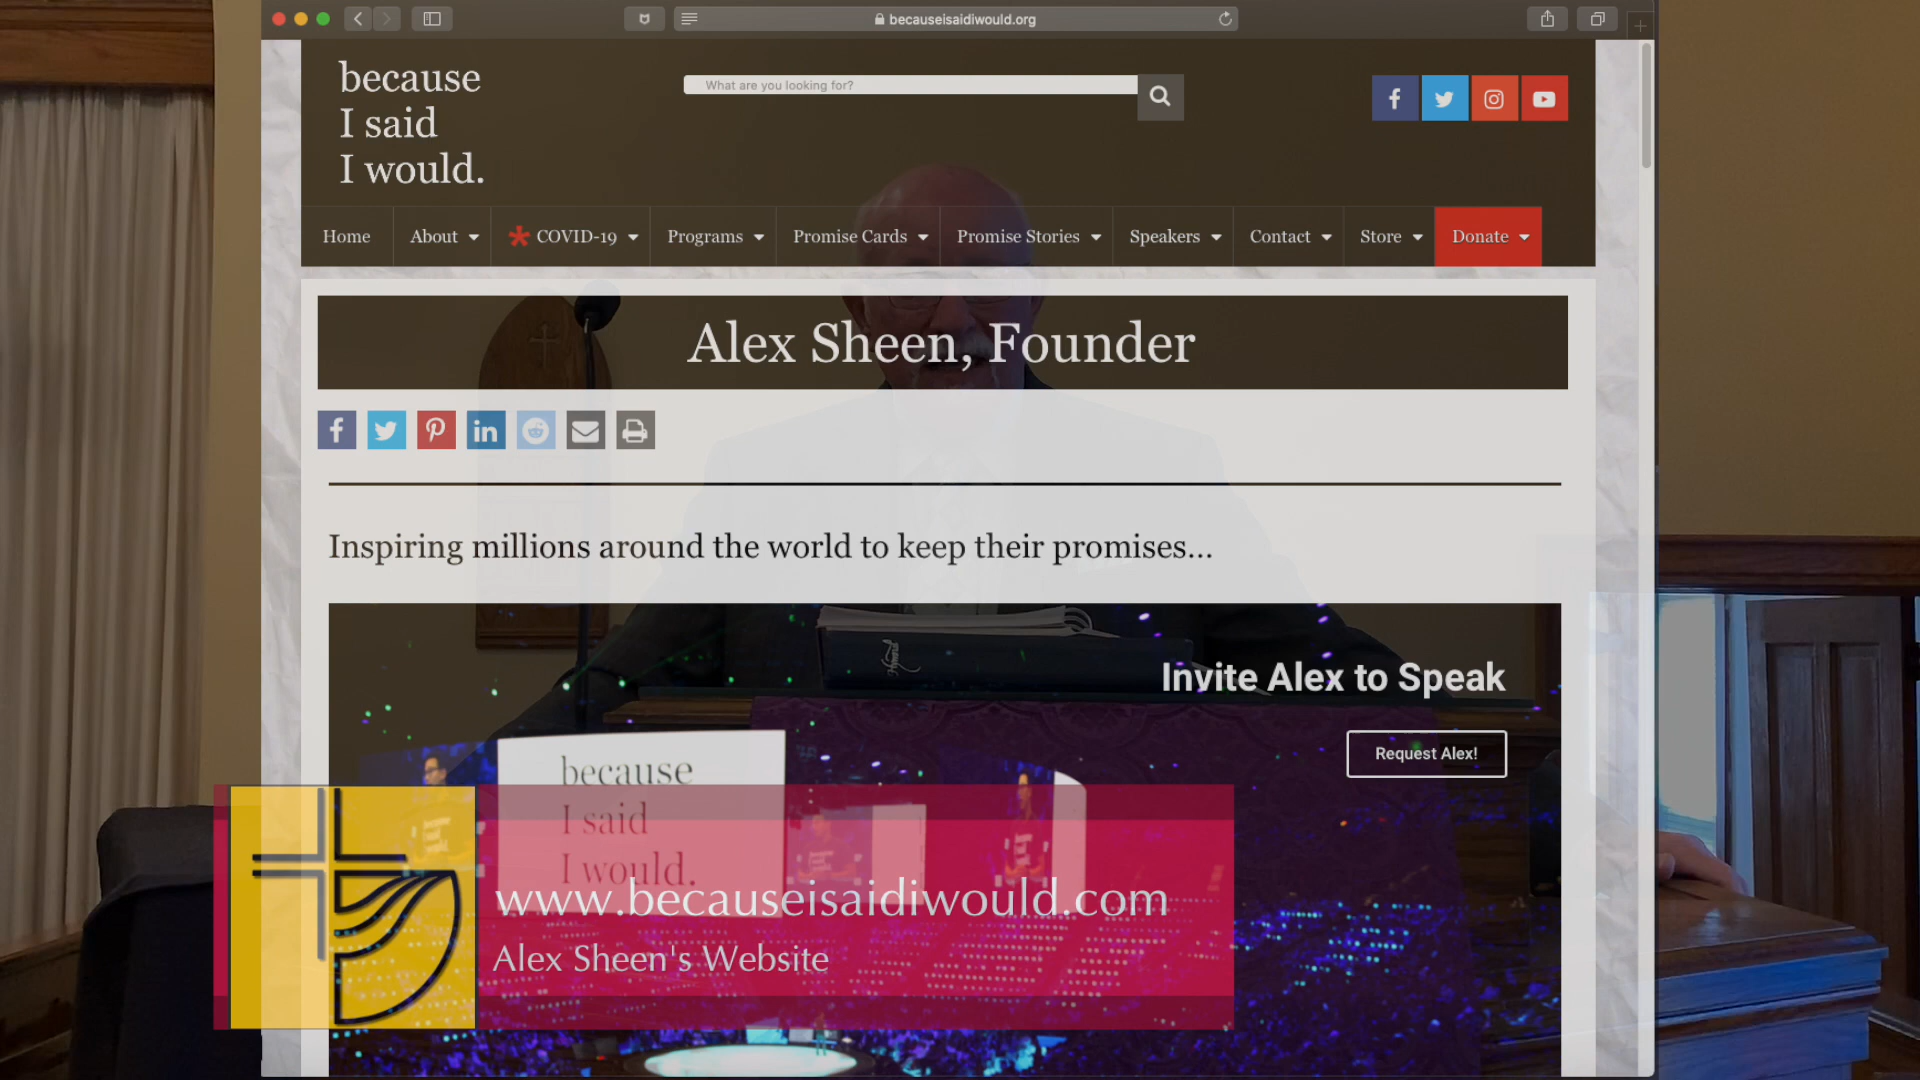 becauseisaidiwould.org
because
I said
I would.
What are you looking for?
Home
About
COVID-19
Programs
Promise Cards
Promise Stories
Speakers
Contact
Store
Donate
Alex Sheen, Founder
Inspiring millions around the world to keep their promises...
Invite Alex to Speak
Request Alex!
because
I said
I would.
www.becauseisaidiwould.com
Alex Sheen's Website